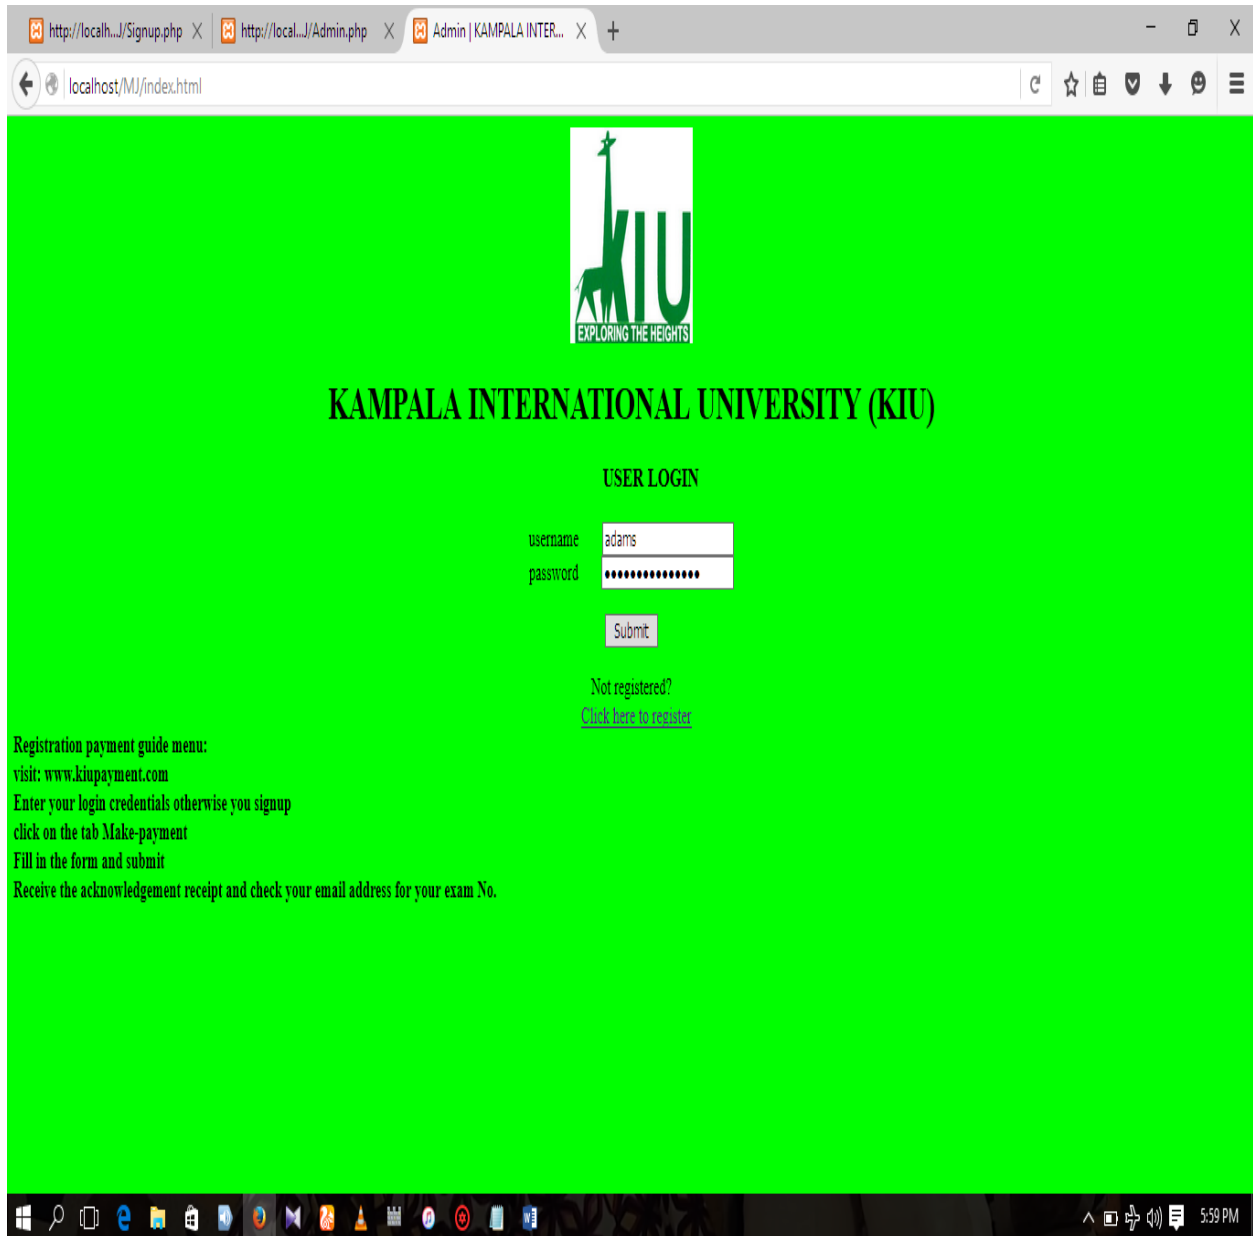 http://localh...J/Signup.php
http://local...J/Admin.php
Admin | KAMPALA INTER...
localhost/MJ/index.html
KIU
EXPLORING THE HEIGHTS
KAMPALA INTERNATIONAL UNIVERSITY (KIU)
USER LOGIN
username adams
password •••••••••••••••
Submit
Not registered?
Click here to register
Registration payment guide menu:
visit: www.kiupayment.com
Enter your login credentials otherwise you signup
click on the tab Make-payment
Fill in the form and submit
Receive the acknowledgement receipt and check your email address for your exam No.
5:59 PM